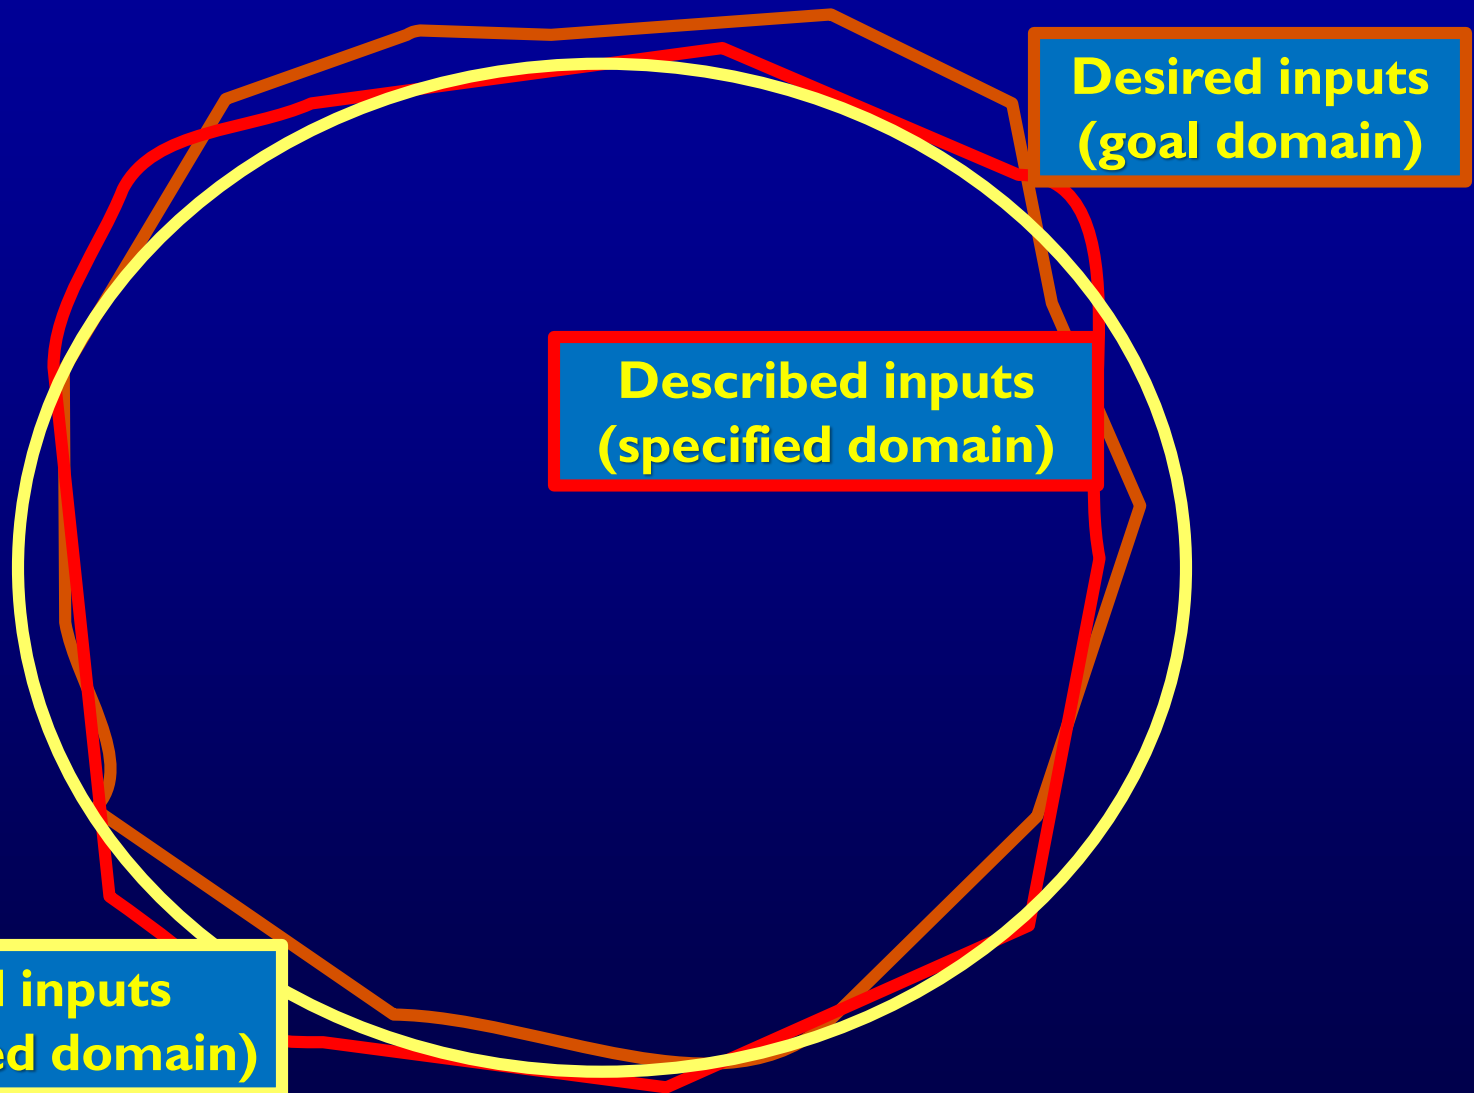 Desired inputs
(goal domain)
Described inputs
(specified domain)
inputs
domain)